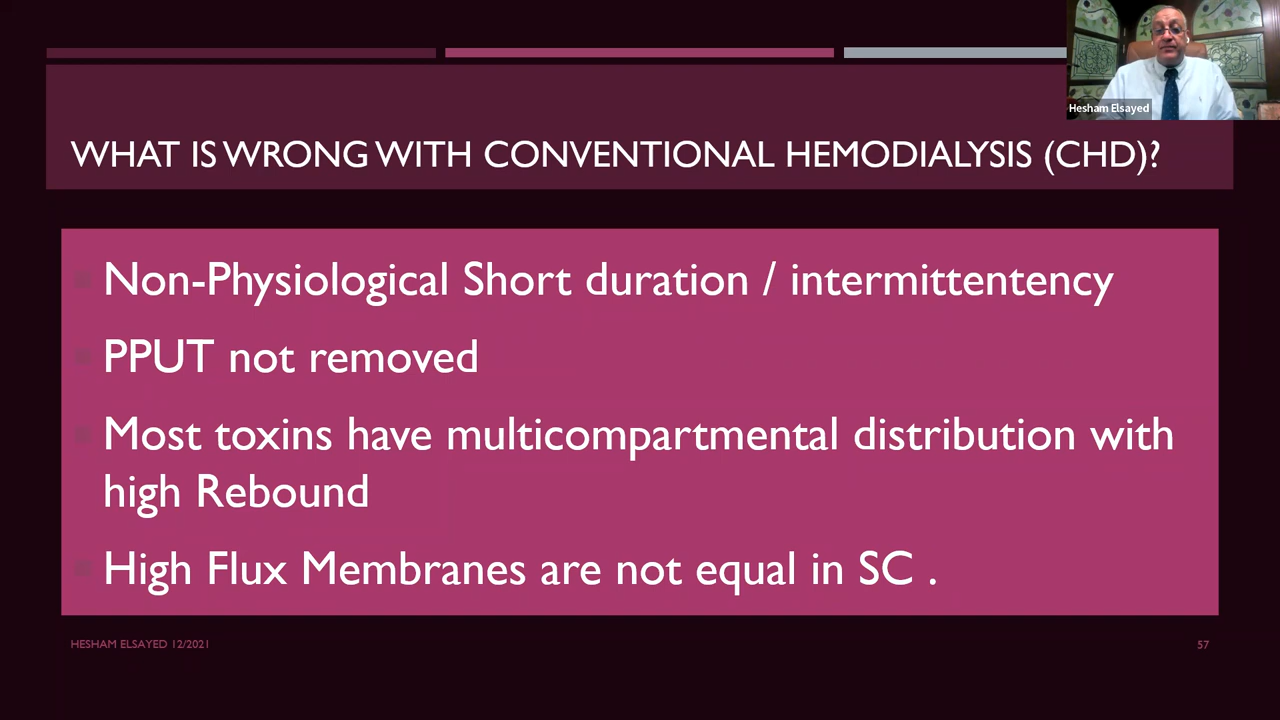 Hesham Elsayed
WHAT IS WRONG WITH CONVENTIONAL HEMODIALYSIS (CHD)?
Non-Physiological Short duration / intermittentency
PPUT not removed
Most toxins have multicompartmental distribution with
high Rebound
High Flux Membranes are not equal in SC .
HESHAM ELSAYED 12/2021
57